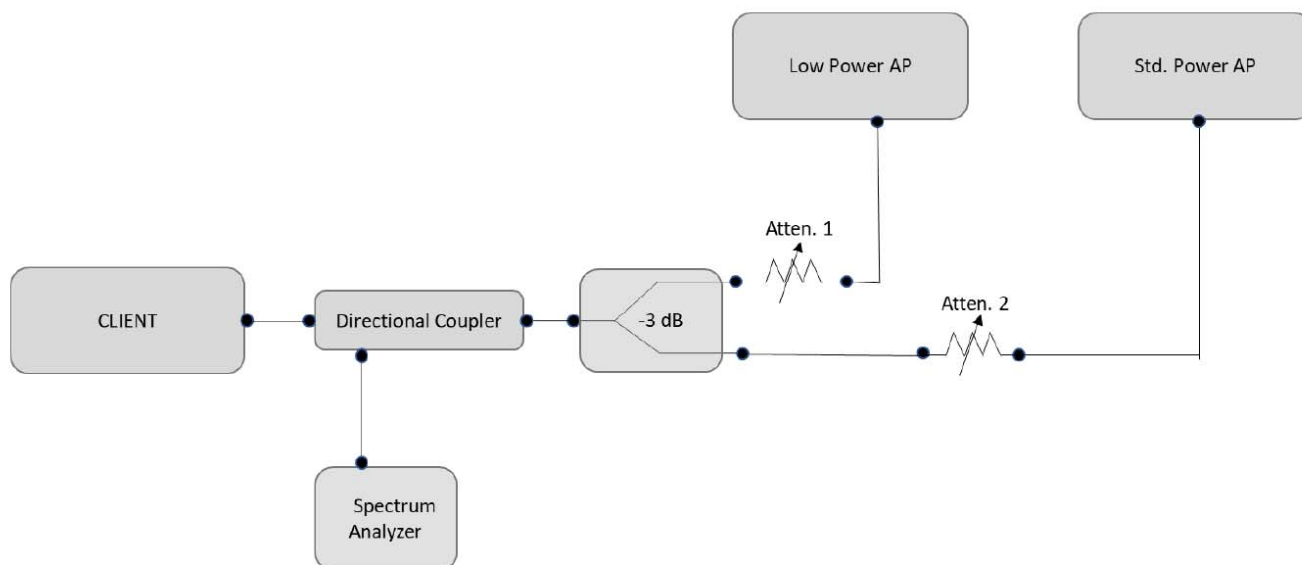 Low Power AP
Std. Power AP
Atten. 1
Atten. 2
CLIENT
Directional Coupler
-3 dB
Spectrum
Analyzer